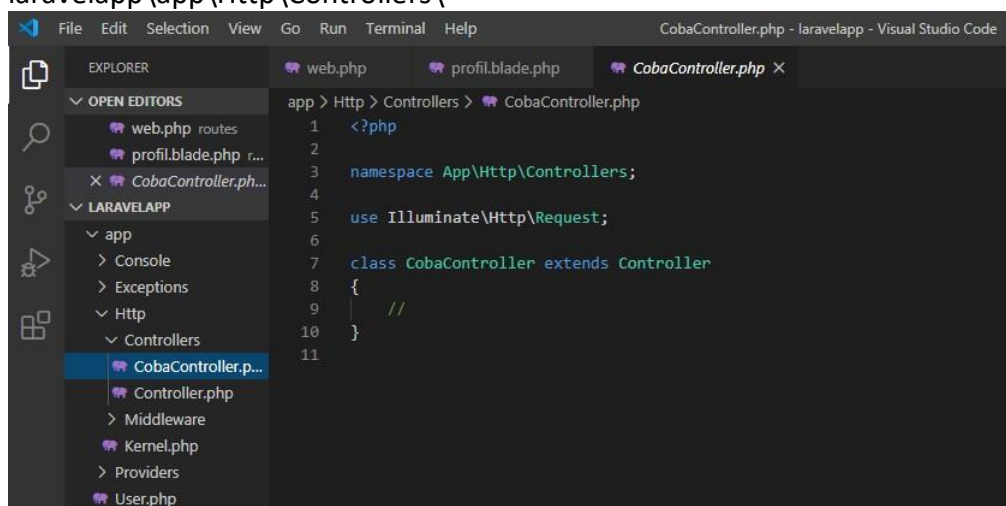 laravelapp\app\Http\Controllers\
File Edit Selection View Go Run Terminal Help CobaController.php - laravelapp - Visual Studio Code
EXPLORER
web.php profil.blade.php CobaController.php
OPEN EDITORS
web.php routes
profil.blade.php r...
CobaController.ph...
LARAVELAPP
app
Console
Exceptions
Http
Controllers
CobaController.p...
Controller.php
Middleware
Kernel.php
Providers
User.php
app > Http > Controllers > CobaController.php
1 <?php
2
3 namespace App\Http\Controllers;
4
5 use Illuminate\Http\Request;
6
7 class CobaController extends Controller
8 {
9 //
10 }
11